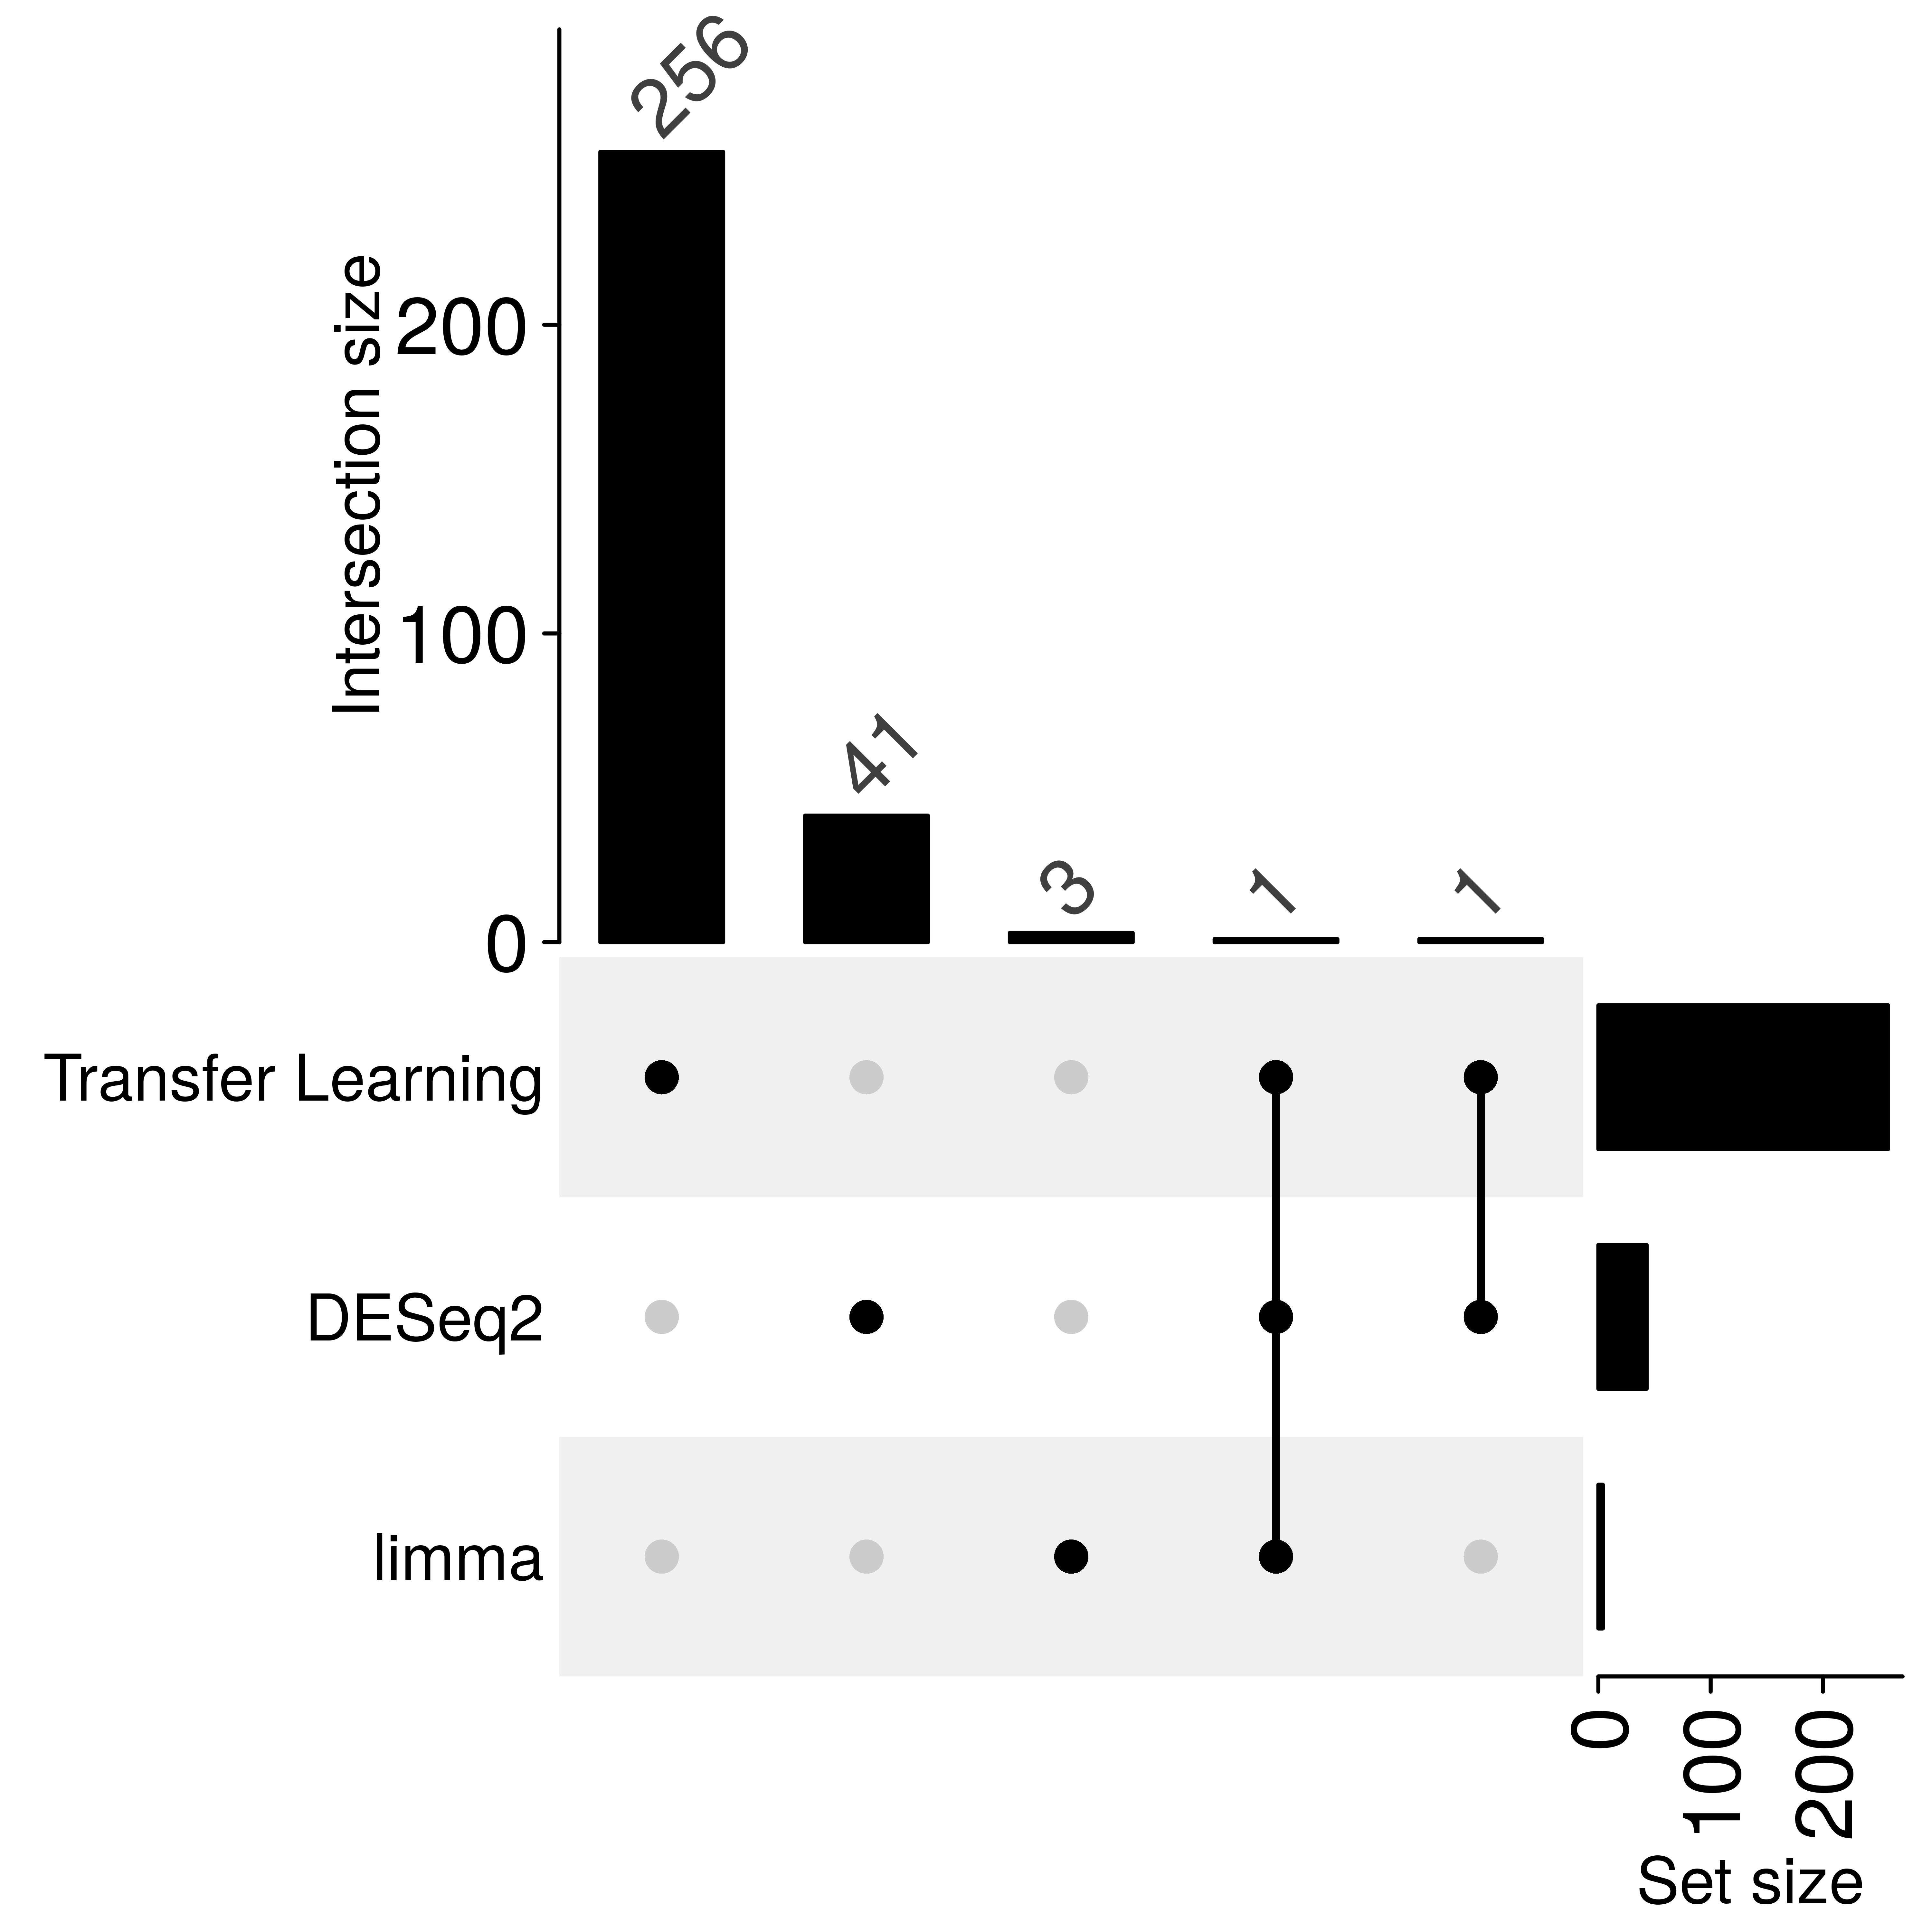 256
Intersection size
200
41
100
3
1
1
0
Transfer Learning
DESeq2
limma
0
100
200
Set size